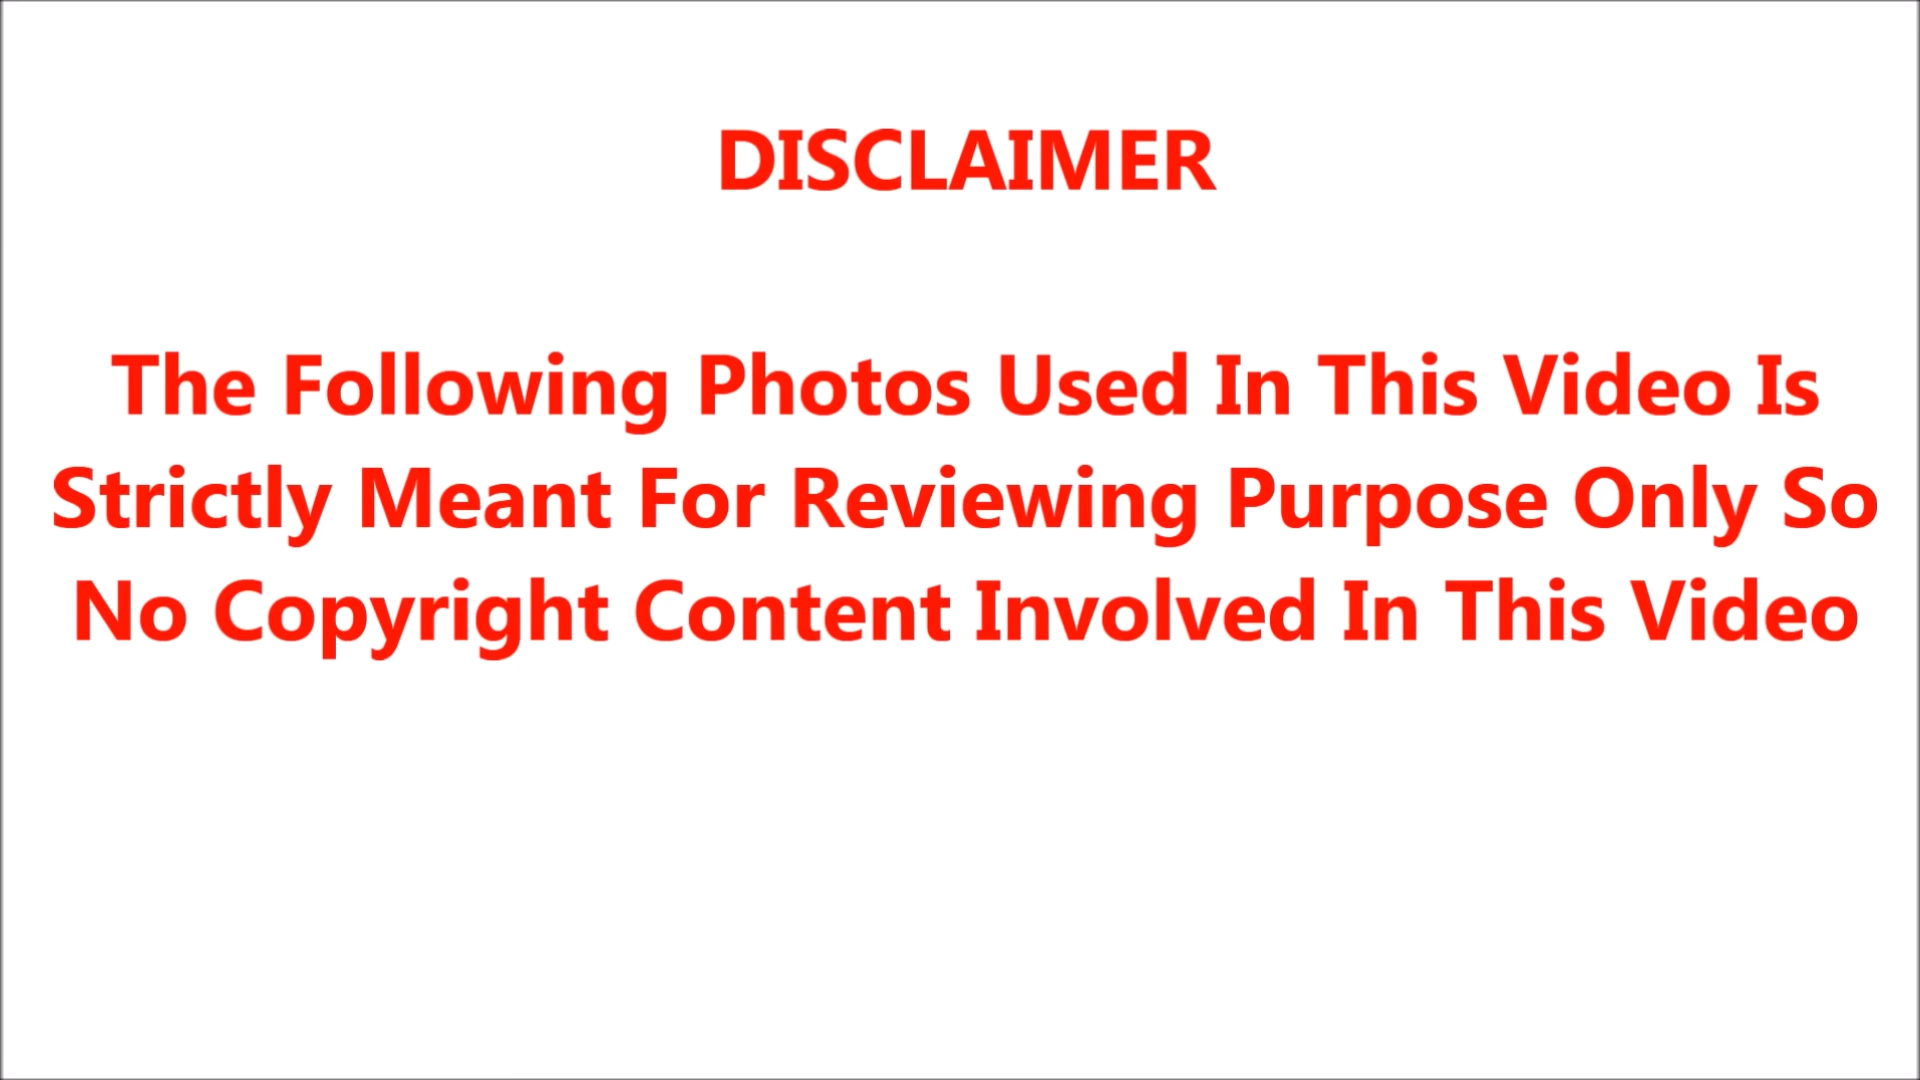 DISCLAIMER
The Following Photos Used In This Video Is
Strictly Meant For Reviewing Purpose Only So
No Copyright Content Involved In This Video